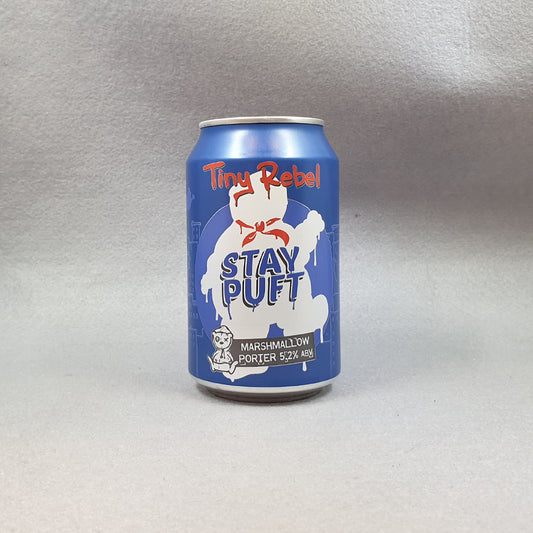 Tiny Rebel
STAY
PUFT
MARSHMALLOW
PORTER 5.2% ABV